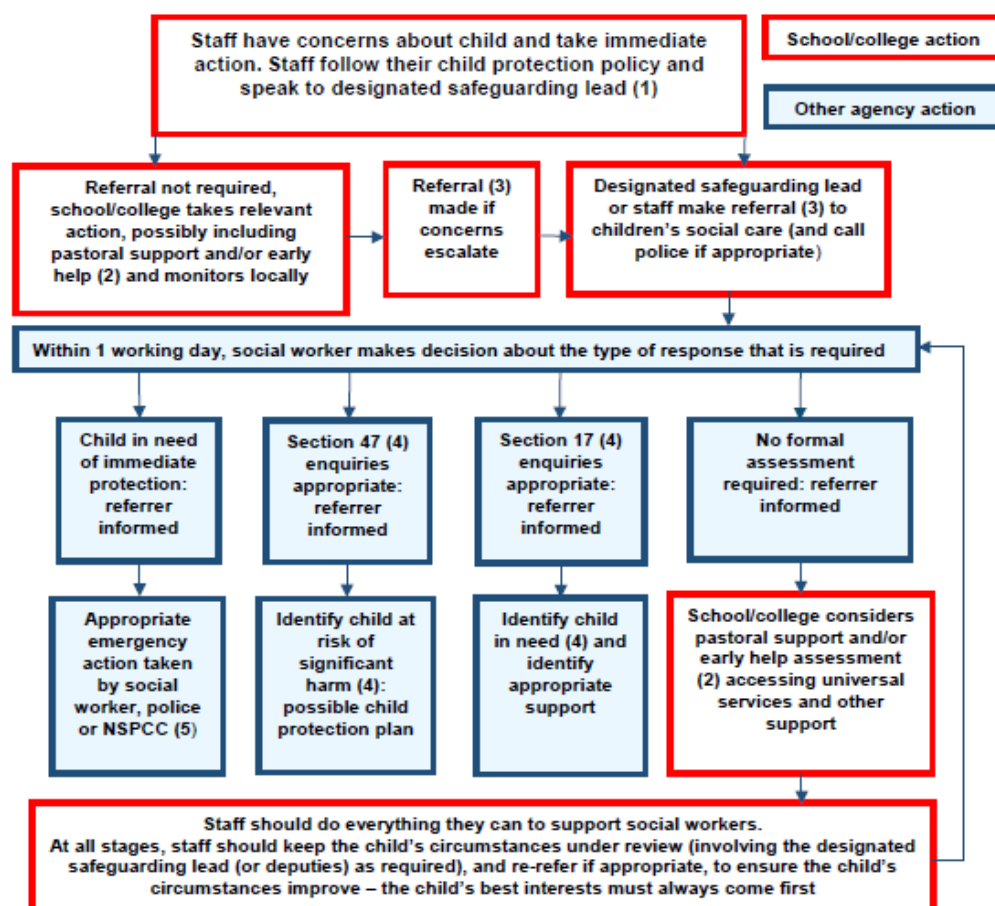 Staff have concerns about child and take immediate
action. Staff follow their child protection policy and
speak to designated safeguarding lead (1)
School/college action
Other agency action
Referral not required,
school/college takes relevant
action, possibly including
pastoral support and/or early
help (2) and monitors locally
Referral (3)
made if
concerns
escalate
Designated safeguarding lead
or staff make referral (3) to
children’s social care (and call
police if appropriate)
Within 1 working day, social worker makes decision about the type of response that is required
Child in need
of immediate
protection:
referrer
informed
Section 47 (4)
enquiries
appropriate:
referrer
informed
Section 17 (4)
enquiries
appropriate:
referrer
informed
No formal
assessment
required: referrer
informed
Appropriate
emergency
action taken
by social
worker, police
or NSPCC (5)
Identify child at
risk of
significant
harm (4):
possible child
protection plan
Identify child
in need (4) and
identify
appropriate
support
School/college considers
pastoral support and/or
early help assessment
(2) accessing universal
services and other
support
Staff should do everything they can to support social workers.
At all stages, staff should keep the child’s circumstances under review (involving the designated
safeguarding lead (or deputies) as required), and re-refer if appropriate, to ensure the child’s
circumstances improve – the child’s best interests must always come first